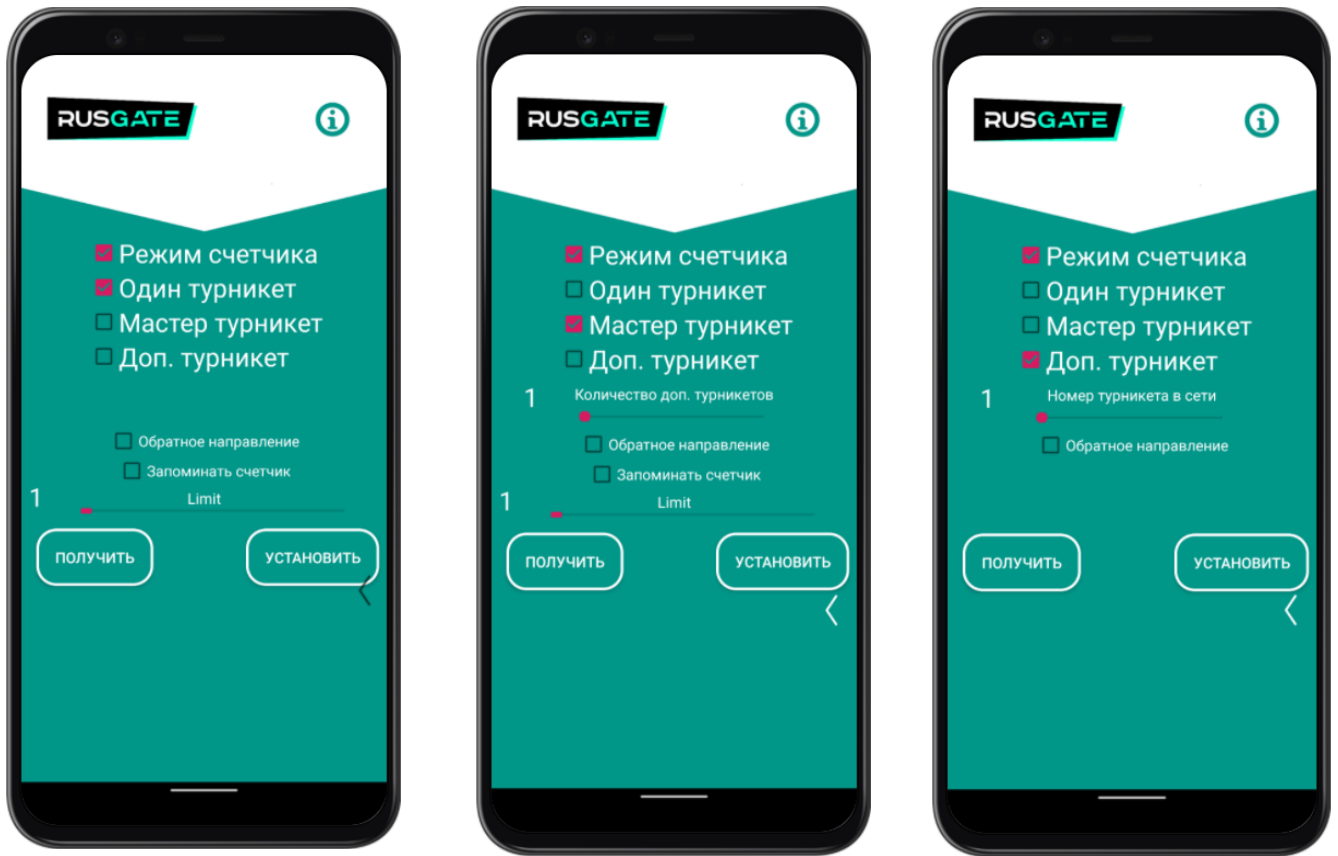 RUSGATE
Режим счетчика
Один турникет
Мастер турникет
Доп. турникет
Обратное направление
Запоминать счетчик
1
Limit
ПОЛУЧИТЬ
УСТАНОВИТЬ
RUSGATE
Режим счетчика
Один турникет
Мастер турникет
Доп. турникет
1
Количество доп. турникетов
Обратное направление
Запоминать счетчик
1
Limit
ПОЛУЧИТЬ
УСТАНОВИТЬ
RUSGATE
Режим счетчика
Один турникет
Мастер турникет
Доп. турникет
1
Номер турникета в сети
Обратное направление
ПОЛУЧИТЬ
УСТАНОВИТЬ